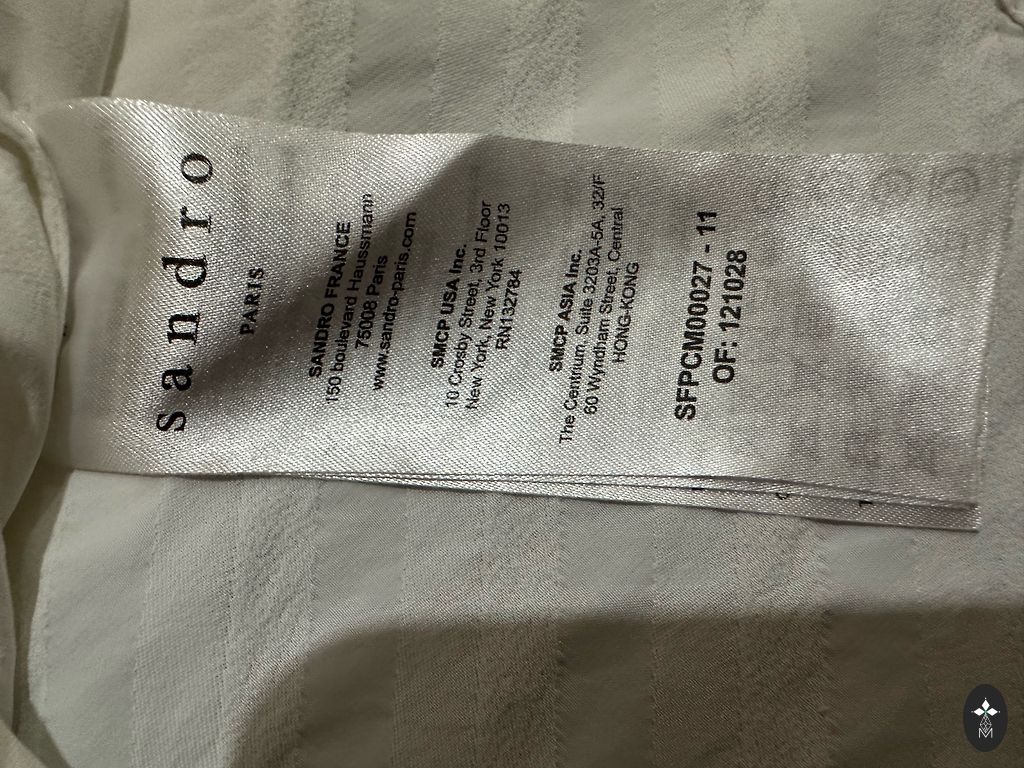 sandro
PARIS
SANDRO FRANCE
150 boulevard Haussmann
75008 Paris
www.sandro-paris.com
SMCP USA Inc.
10 Crosby Street, 3rd Floor
New York, New York 10013
RN132784
SMCP ASIA Inc.
The Centrium, Suite 3203A-5A, 32/F
60 Wyndham Street, Central
HONG-KONG
SFPCM00027 - 11
OF: 121028
M